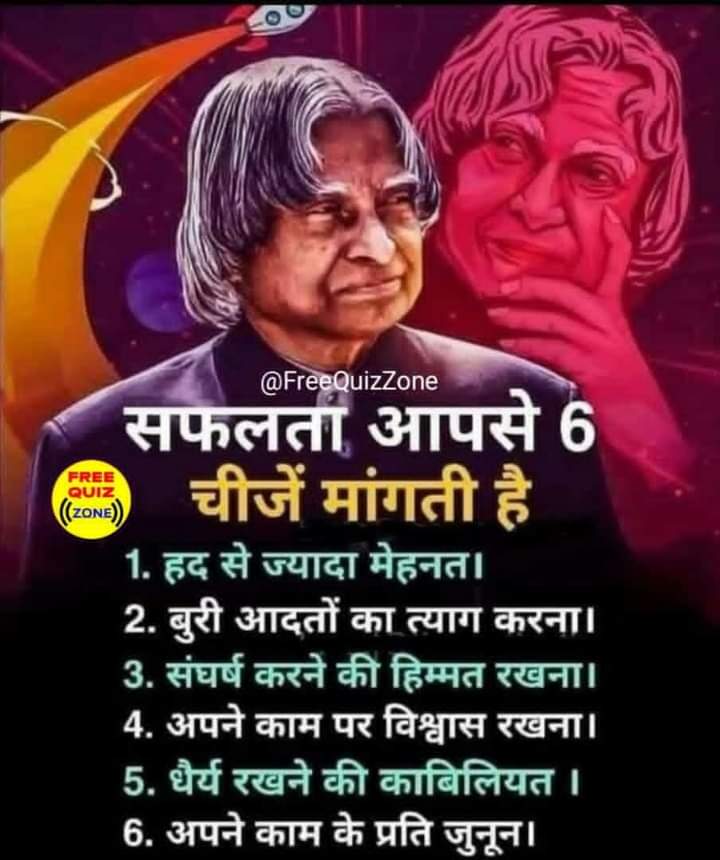 @FreeQuizZone
सफलता आपसे 6
चीजें मांगती है
FREE
QUIZ
((ZONE))
1. हद से ज्यादा मेहनत।
2. बुरी आदतों का त्याग करना।
3. संघर्ष करने की हिम्मत रखना।
4. अपने काम पर विश्वास रखना।
5. धैर्य रखने की काबिलियत ।
6. अपने काम के प्रति जुनून।